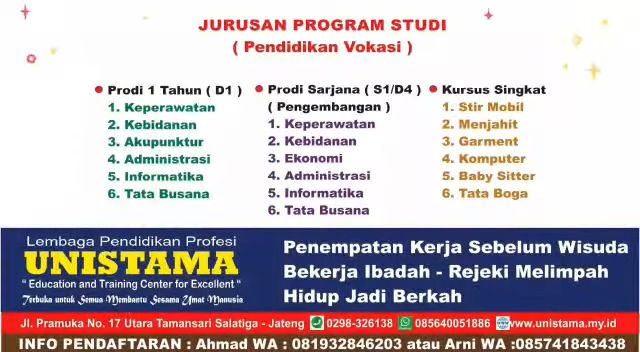 JURUSAN PROGRAM STUDI
( Pendidikan Vokasi )
Prodi 1 Tahun ( D1 )
1. Keperawatan
2. Kebidanan
3. Akupunktur
4. Administrasi
5. Informatika
6. Tata Busana
Prodi Sarjana ( S1/D4 )
( Pengembangan )
1. Keperawatan
2. Kebidanan
3. Ekonomi
4. Administrasi
5. Informatika
6. Tata Busana
Kursus Singkat
1. Stir Mobil
2. Menjahit
3. Garment
4. Komputer
5. Baby Sitter
6. Tata Boga
Lembaga Pendidikan Profesi
UNISTAMA
" Education and Training Center for Excellent "
Terbuka untuk Semua Membantu Sesama Umat Manusia
Penempatan Kerja Sebelum Wisuda
Bekerja Ibadah - Rejeki Melimpah
Hidup Jadi Berkah
Jl. Pramuka No. 17 Utara Tamansari Salatiga - Jateng 0298-326138 085640051886 www.unistama.my.id
INFO PENDAFTARAN : Ahmad WA : 081932846203 atau Arni WA :085741843438